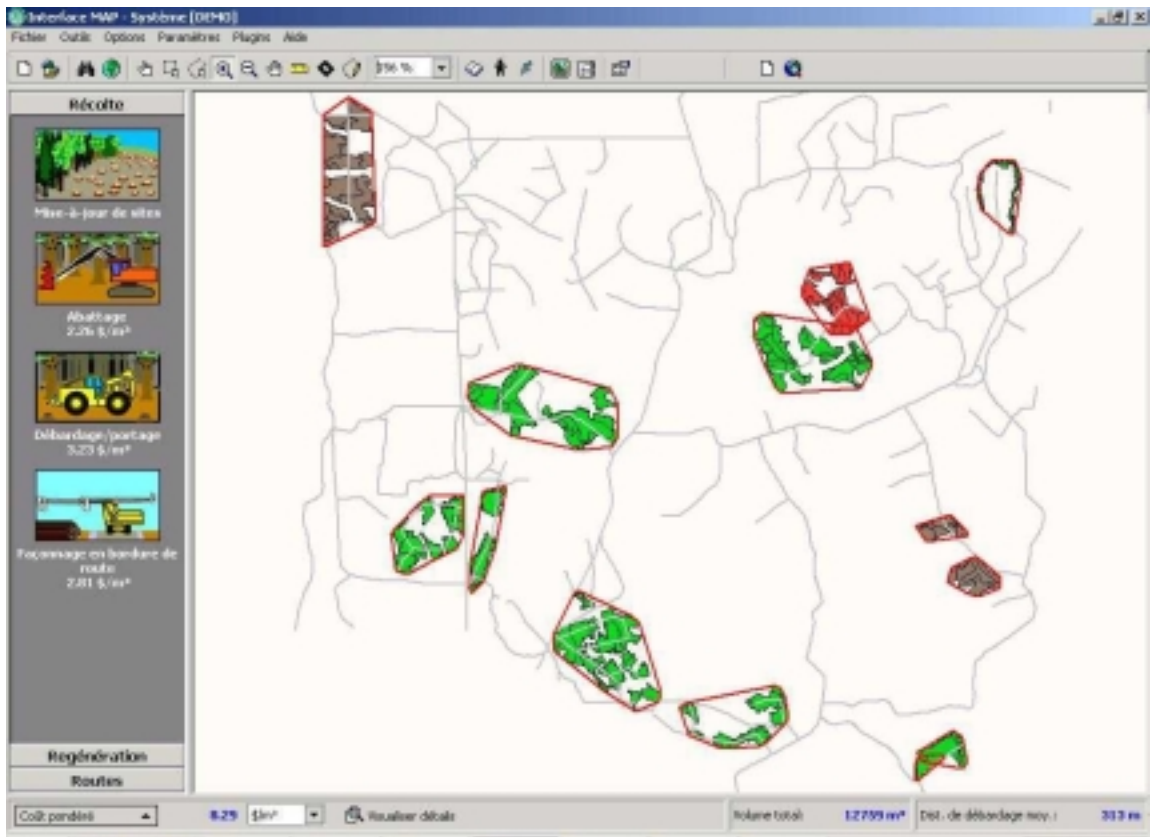 Interface MAP - Système [DEMO]
Fichier Outils Options Paramètres Plugins Aide
396 %
Récolte
Mise-à-jour de sites
Abattage
2.26 $/m³
Débardage/portage
3.23 $/m³
Façonnage en bordure de
route
2.81 $/m³
Regénération
Routes
Coût pondéré 8.29 $/m³ Visualiser détails Volume total: 12759 m³ Dist. de débardage moy.: 313 m